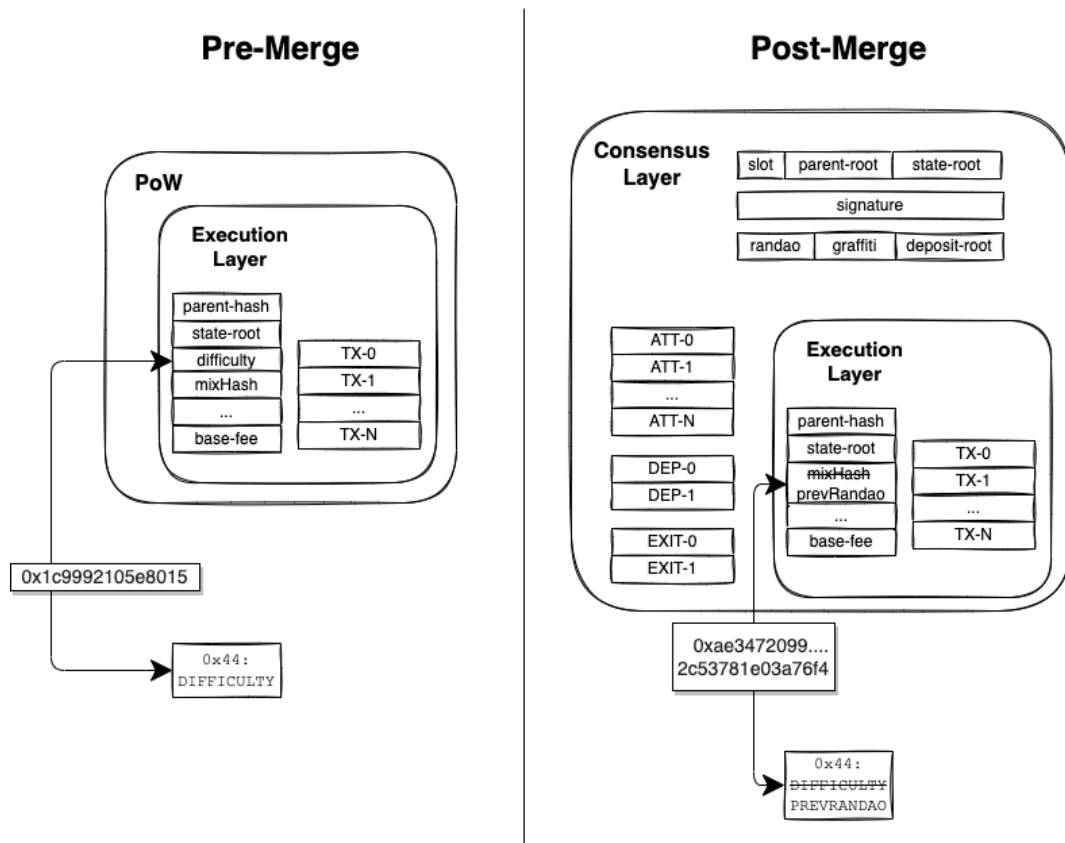 Pre-Merge
PoW
Execution
Layer
parent-hash
state-root
difficulty
mixHash
...
base-fee
TX-0
TX-1
...
TX-N
0x1c9992105e8015
0x44:
DIFFICULTY
Post-Merge
Consensus
Layer
slot parent-root state-root
signature
randao graffiti deposit-root
ATT-0
ATT-1
...
ATT-N
DEP-0
DEP-1
EXIT-0
EXIT-1
Execution
Layer
parent-hash
state-root
mixHash
prevRandao
...
base-fee
TX-0
TX-1
...
TX-N
0xae3472099....
2c53781e03a76f4
0x44:
DIFFICULTY
PREVRANDAO